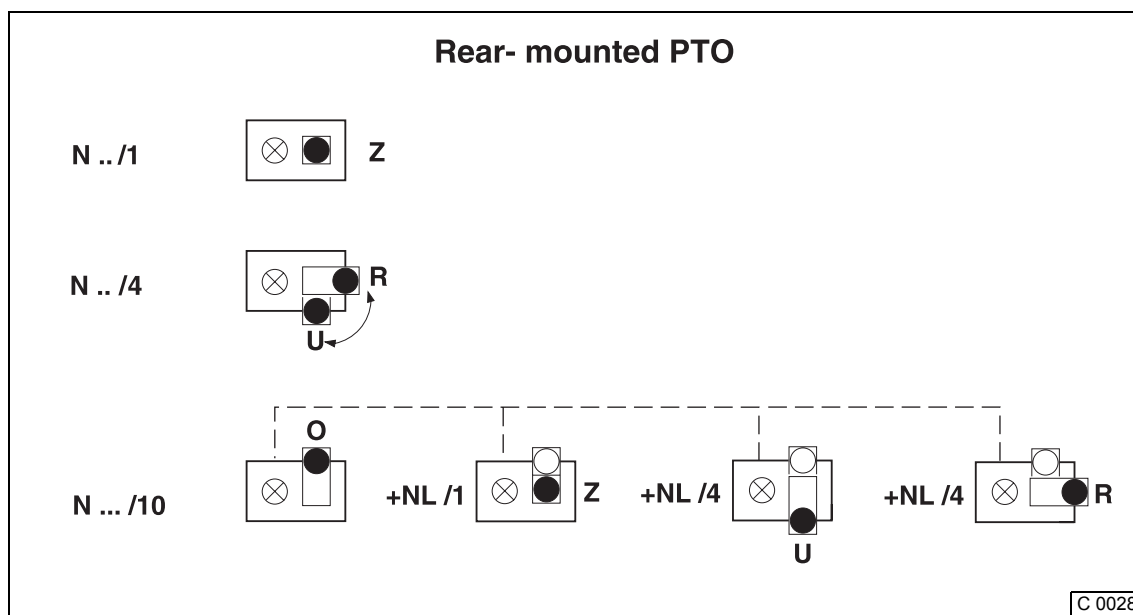 Rear- mounted PTO
N .. /1
Z
N .. /4
R
U
O
N ... /10
+NL /1
Z
+NL /4
U
+NL /4
R
C 0028